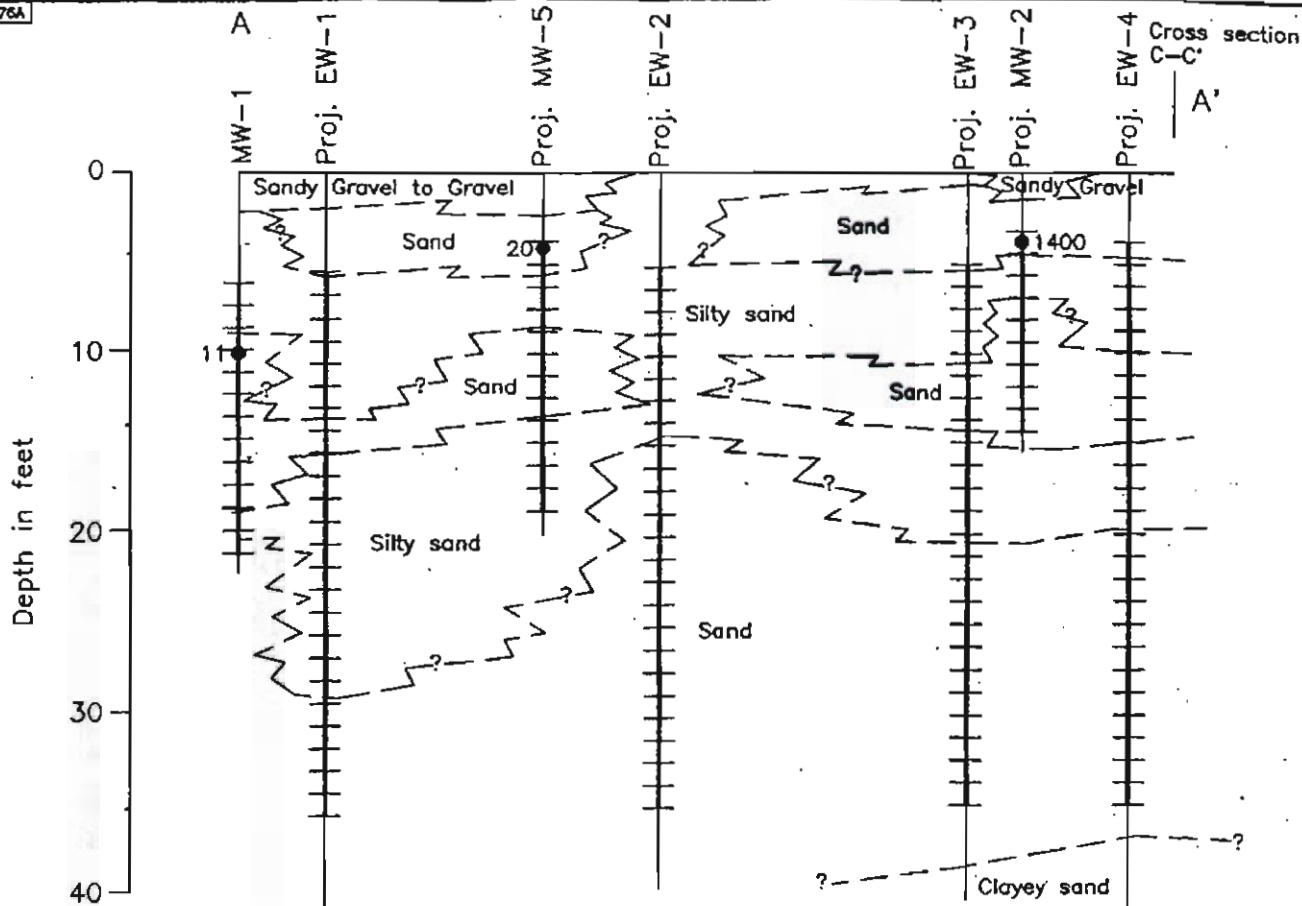 76A
A
MW-1
Proj. EW-1
Proj. MW-5
Proj. EW-2
Proj. EW-3
Proj. MW-2
Proj. EW-4
Cross section
C-C'
A'
0
Sandy Gravel to Gravel
Sandy Gravel
?
Sand
20
?
?
Sand
1400
?
Silty sand
?
10
11
?
?
Sand
?
Sand
?
20
Silty sand
?
Sand
?
30
?
?
40
Clayey sand
Depth in feet